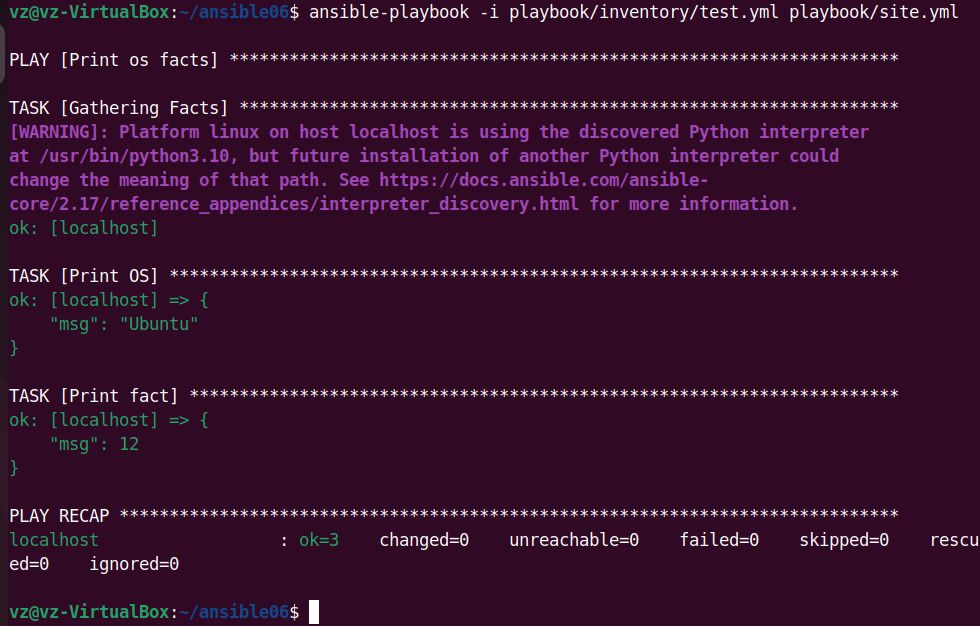 vz@vz-VirtualBox:~/ansible06$ ansible-playbook -i playbook/inventory/test.yml playbook/site.yml
PLAY [Print os facts] *******************************************************************
TASK [Gathering Facts] ******************************************************************
[WARNING]: Platform linux on host localhost is using the discovered Python interpreter
at /usr/bin/python3.10, but future installation of another Python interpreter could
change the meaning of that path. See https://docs.ansible.com/ansible-
core/2.17/reference_appendices/interpreter_discovery.html for more information.
ok: [localhost]
TASK [Print OS] *************************************************************************
ok: [localhost] => {
    "msg": "Ubuntu"
}
TASK [Print fact] ***********************************************************************
ok: [localhost] => {
    "msg": 12
}
PLAY RECAP ******************************************************************************
localhost                  : ok=3    changed=0    unreachable=0    failed=0    skipped=0    rescu
ed=0    ignored=0
vz@vz-VirtualBox:~/ansible06$